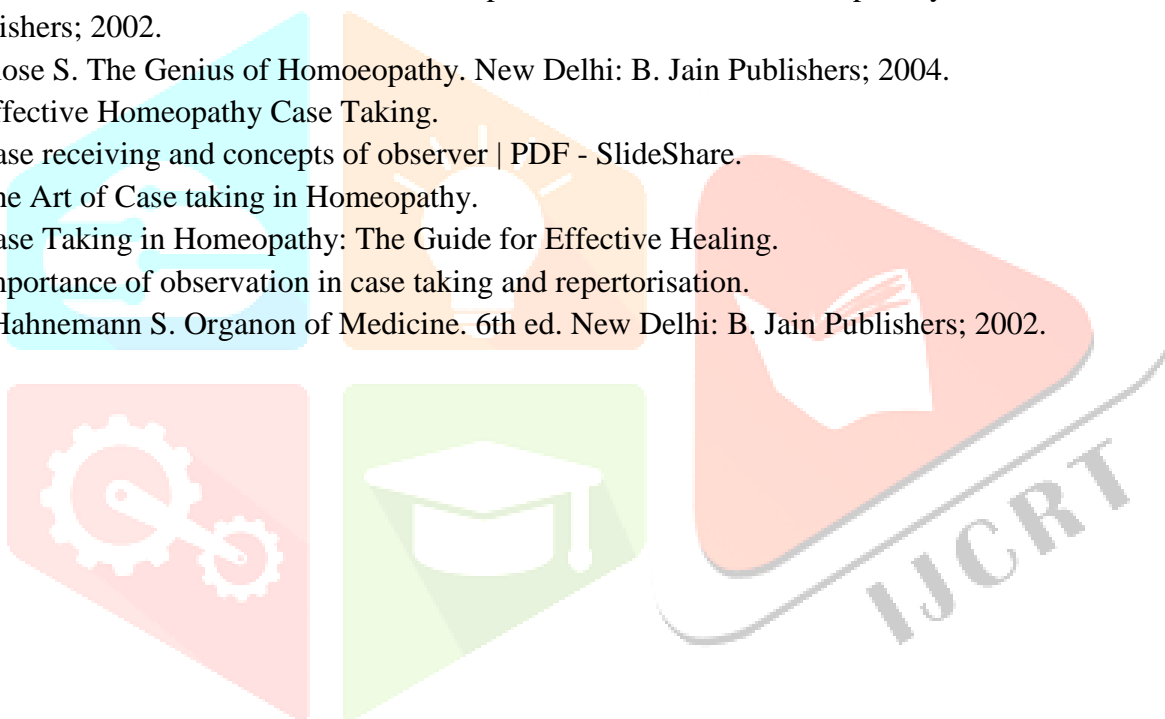 ishers; 2002.
lose S. The Genius of Homoeopathy. New Delhi: B. Jain Publishers; 2004.
ffective Homeopathy Case Taking.
ase receiving and concepts of observer | PDF - SlideShare.
he Art of Case taking in Homeopathy.
ase Taking in Homeopathy: The Guide for Effective Healing.
mportance of observation in case taking and repertorisation.
Hahnemann S. Organon of Medicine. 6th ed. New Delhi: B. Jain Publishers; 2002.
IJCRT